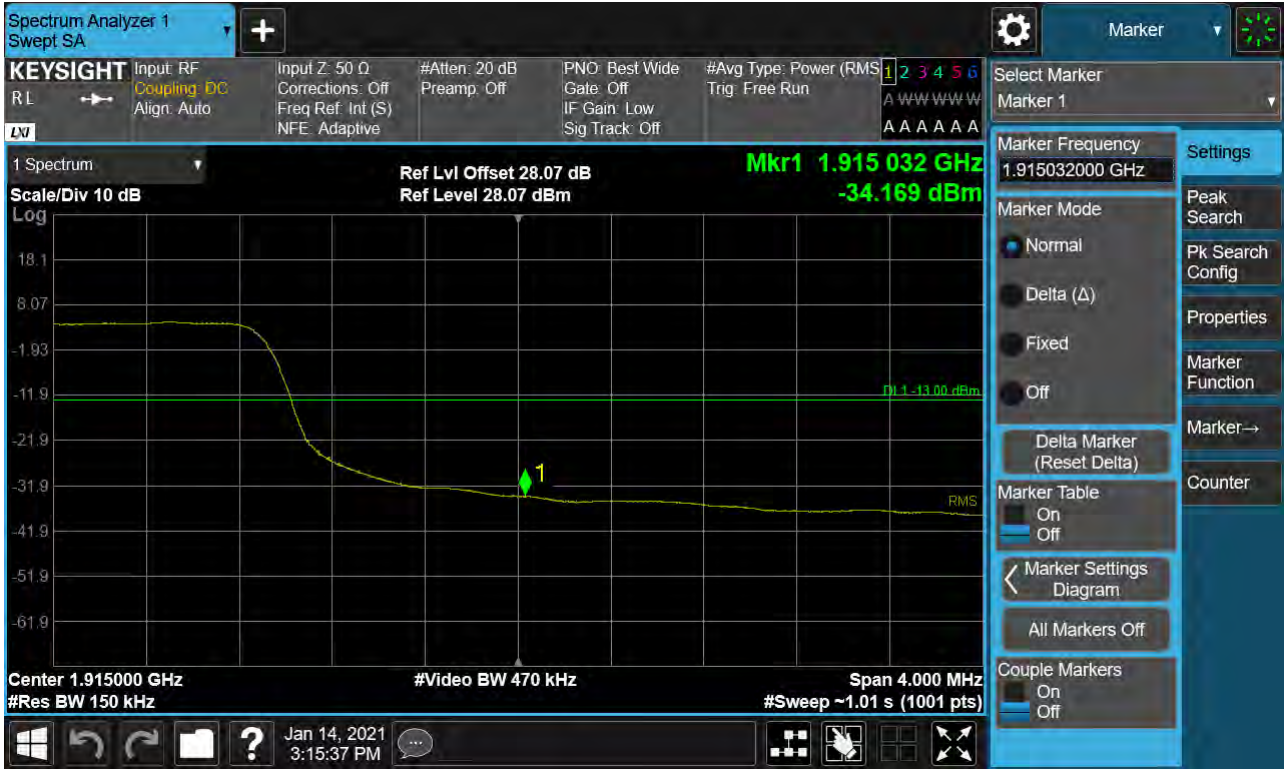 Spectrum Analyzer 1
Swept SA
Marker
KEYSIGHT
RL
LXI
Input: RF
Coupling: DC
Align: Auto
Input Z: 50 Ω
Corrections: Off
Freq Ref: Int (S)
NFE: Adaptive
#Atten: 20 dB
Preamp: Off
PNO: Best Wide
Gate: Off
IF Gain: Low
Sig Track: Off
#Avg Type: Power (RMS
Trig: Free Run
1 2 3 4 5 6
A W W W W W
A A A A A A
1 Spectrum
Scale/Div 10 dB
Log
Ref Lvl Offset 28.07 dB
Ref Level 28.07 dBm
Mkr1 1.915 032 GHz
-34.169 dBm
18.1
8.07
-1.93
-11.9
-21.9
-31.9
-41.9
-51.9
-61.9
DL1 -13.00 dBm
1
RMS
Center 1.915000 GHz
#Res BW 150 kHz
#Video BW 470 kHz
Span 4.000 MHz
#Sweep ~1.01 s (1001 pts)
Select Marker
Marker 1
Marker Frequency
1.915032000 GHz
Marker Mode
Normal
Delta (Δ)
Fixed
Off
Delta Marker
(Reset Delta)
Marker Table
On
Off
Marker Settings
Diagram
All Markers Off
Couple Markers
On
Off
Settings
Peak
Search
Pk Search
Config
Properties
Marker
Function
Marker→
Counter
?
Jan 14, 2021
3:15:37 PM